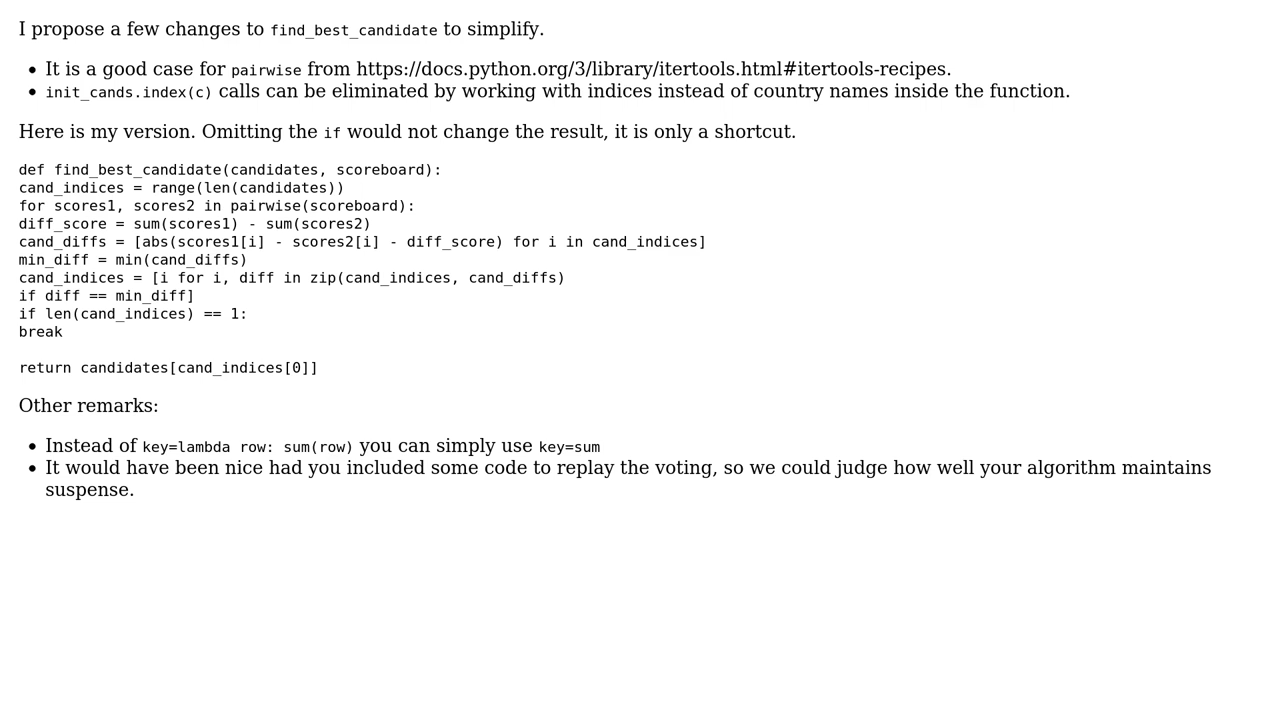 I propose a few changes to find_best_candidate to simplify.
• It is a good case for pairwise from https://docs.python.org/3/library/itertools.html#itertools-recipes.
• init_cands.index(c) calls can be eliminated by working with indices instead of country names inside the function.
Here is my version. Omitting the if would not change the result, it is only a shortcut.
def find_best_candidate(candidates, scoreboard):
cand_indices = range(len(candidates))
for scores1, scores2 in pairwise(scoreboard):
diff_score = sum(scores1) - sum(scores2)
cand_diffs = [abs(scores1[i] - scores2[i] - diff_score) for i in cand_indices]
min_diff = min(cand_diffs)
cand_indices = [i for i, diff in zip(cand_indices, cand_diffs)
if diff == min_diff]
if len(cand_indices) == 1:
break
return candidates[cand_indices[0]]
Other remarks:
• Instead of key=lambda row: sum(row) you can simply use key=sum
• It would have been nice had you included some code to replay the voting, so we could judge how well your algorithm maintains
suspense.